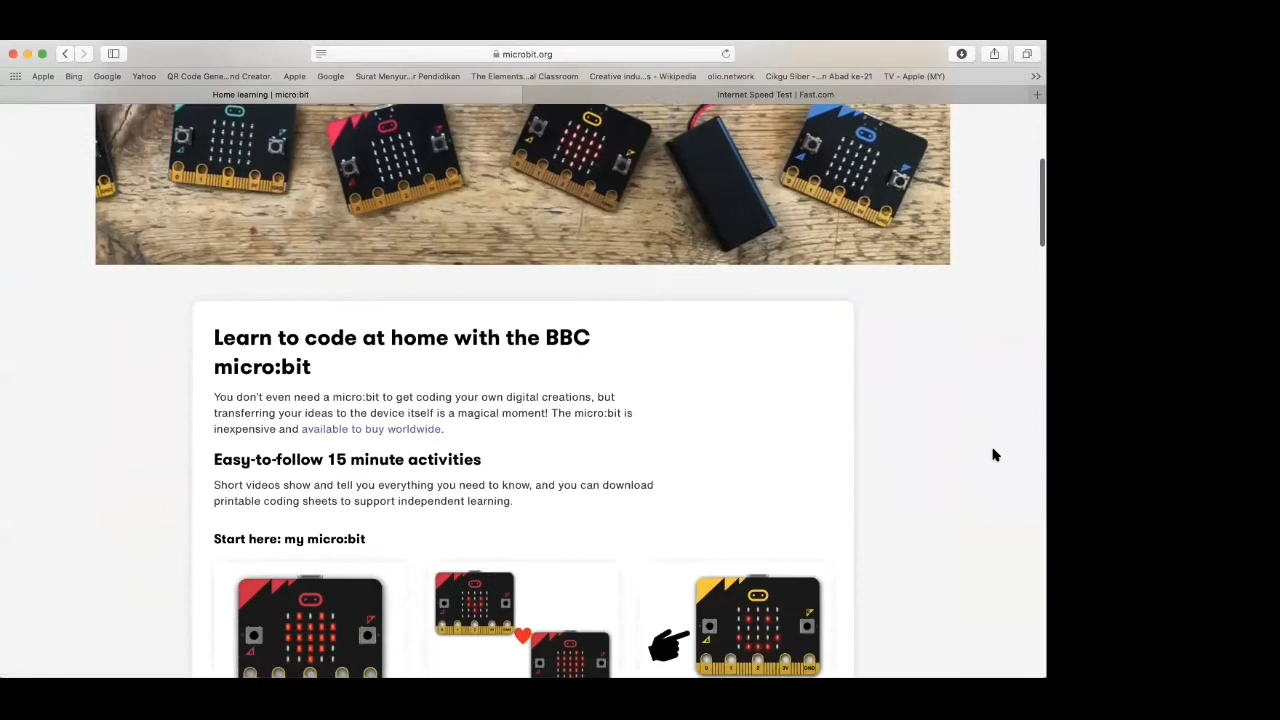 microbit.org
Apple Bing Google Yahoo QR Code Gene...nd Creator. Apple Google Surat Menyur...r Pendidikan The Elements...al Classroom Creative indu...s - Wikipedia olio.network Cikgu Siber -...n Abad ke-21 TV - Apple (MY)
Home learning | micro:bit Internet Speed Test | Fast.com
Learn to code at home with the BBC
micro:bit
You don't even need a micro:bit to get coding your own digital creations, but
transferring your ideas to the device itself is a magical moment! The micro:bit is
inexpensive and available to buy worldwide.
Easy-to-follow 15 minute activities
Short videos show and tell you everything you need to know, and you can download
printable coding sheets to support independent learning.
Start here: my micro:bit
0 1 2 3V GND